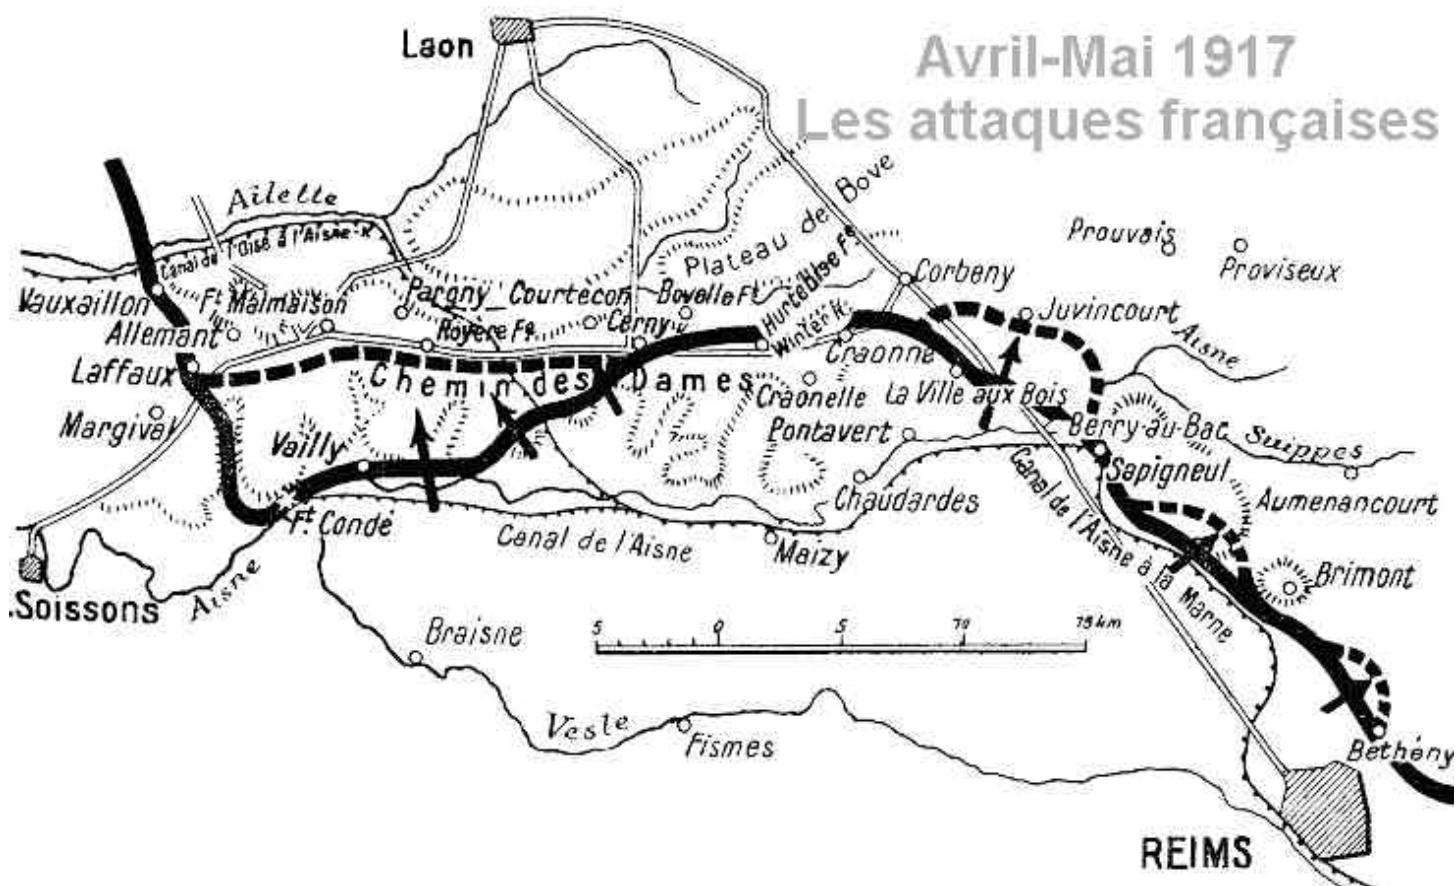 Avril-Mai 1917
Les attaques françaises
Laon
Ailette
Canal de l'Oise à l'Aisne
Plateau de Bove
Prouvais
Proviseux
Corbeny
Vauxaillon
Ft Malmaison
Pargny
Courtecon
Bovelle Fe
Hurtebise Fe
Juvincourt
Allemant
Royère Fe
Cerny
Winterb.
Craonne
Aisne
Laffaux
Chemin des Dames
Craonelle
La Ville aux Bois
Margival
Vailly
Pontavert
Berry-au-Bac
Suippes
Sapigneul
Chaudardes
Aumenancourt
Ft. Condé
Canal de l'Aisne
Maizy
Canal de l'Aisne à la Marne
Brimont
Soissons
Aisne
Braisne
5 0 5 10 15 km
Vesle
Fismes
Bethény
REIMS